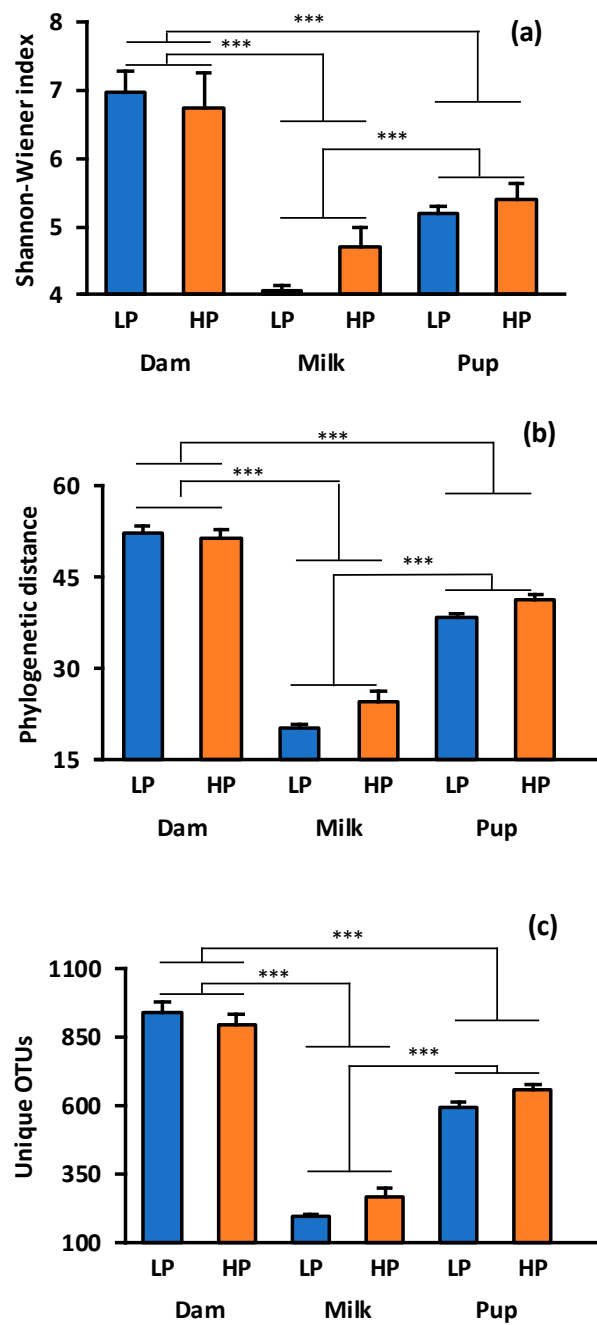 (a)
***
***
***
Shannon-Wiener index
8
7
6
5
4
LP HP LP HP LP HP
Dam Milk Pup
(b)
***
***
***
Phylogenetic distance
60
45
30
15
LP HP LP HP LP HP
Dam Milk Pup
(c)
***
***
***
Unique OTUs
1100
850
600
350
100
LP HP LP HP LP HP
Dam Milk Pup